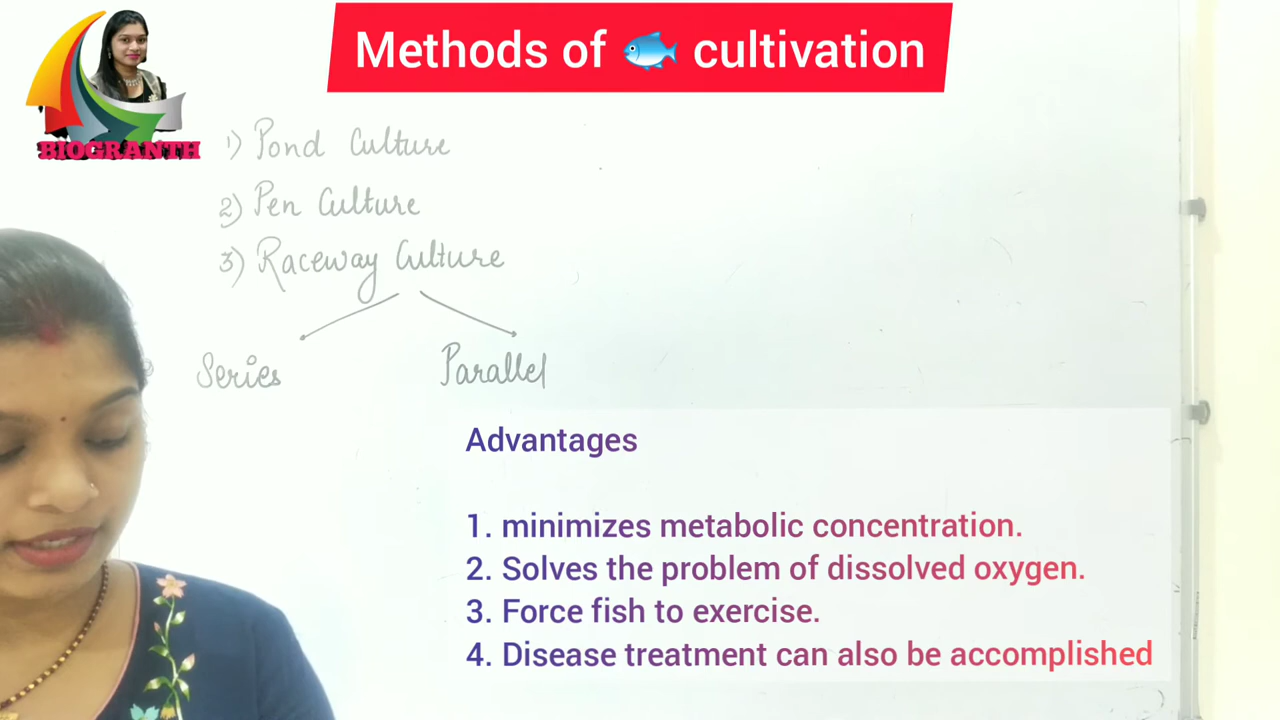 Methods of 🐟 cultivation
BIOGRANTH
1) Pond Culture
2) Pen Culture
3) Raceway Culture
Series Parallel
Advantages
1. minimizes metabolic concentration.
2. Solves the problem of dissolved oxygen.
3. Force fish to exercise.
4. Disease treatment can also be accomplished